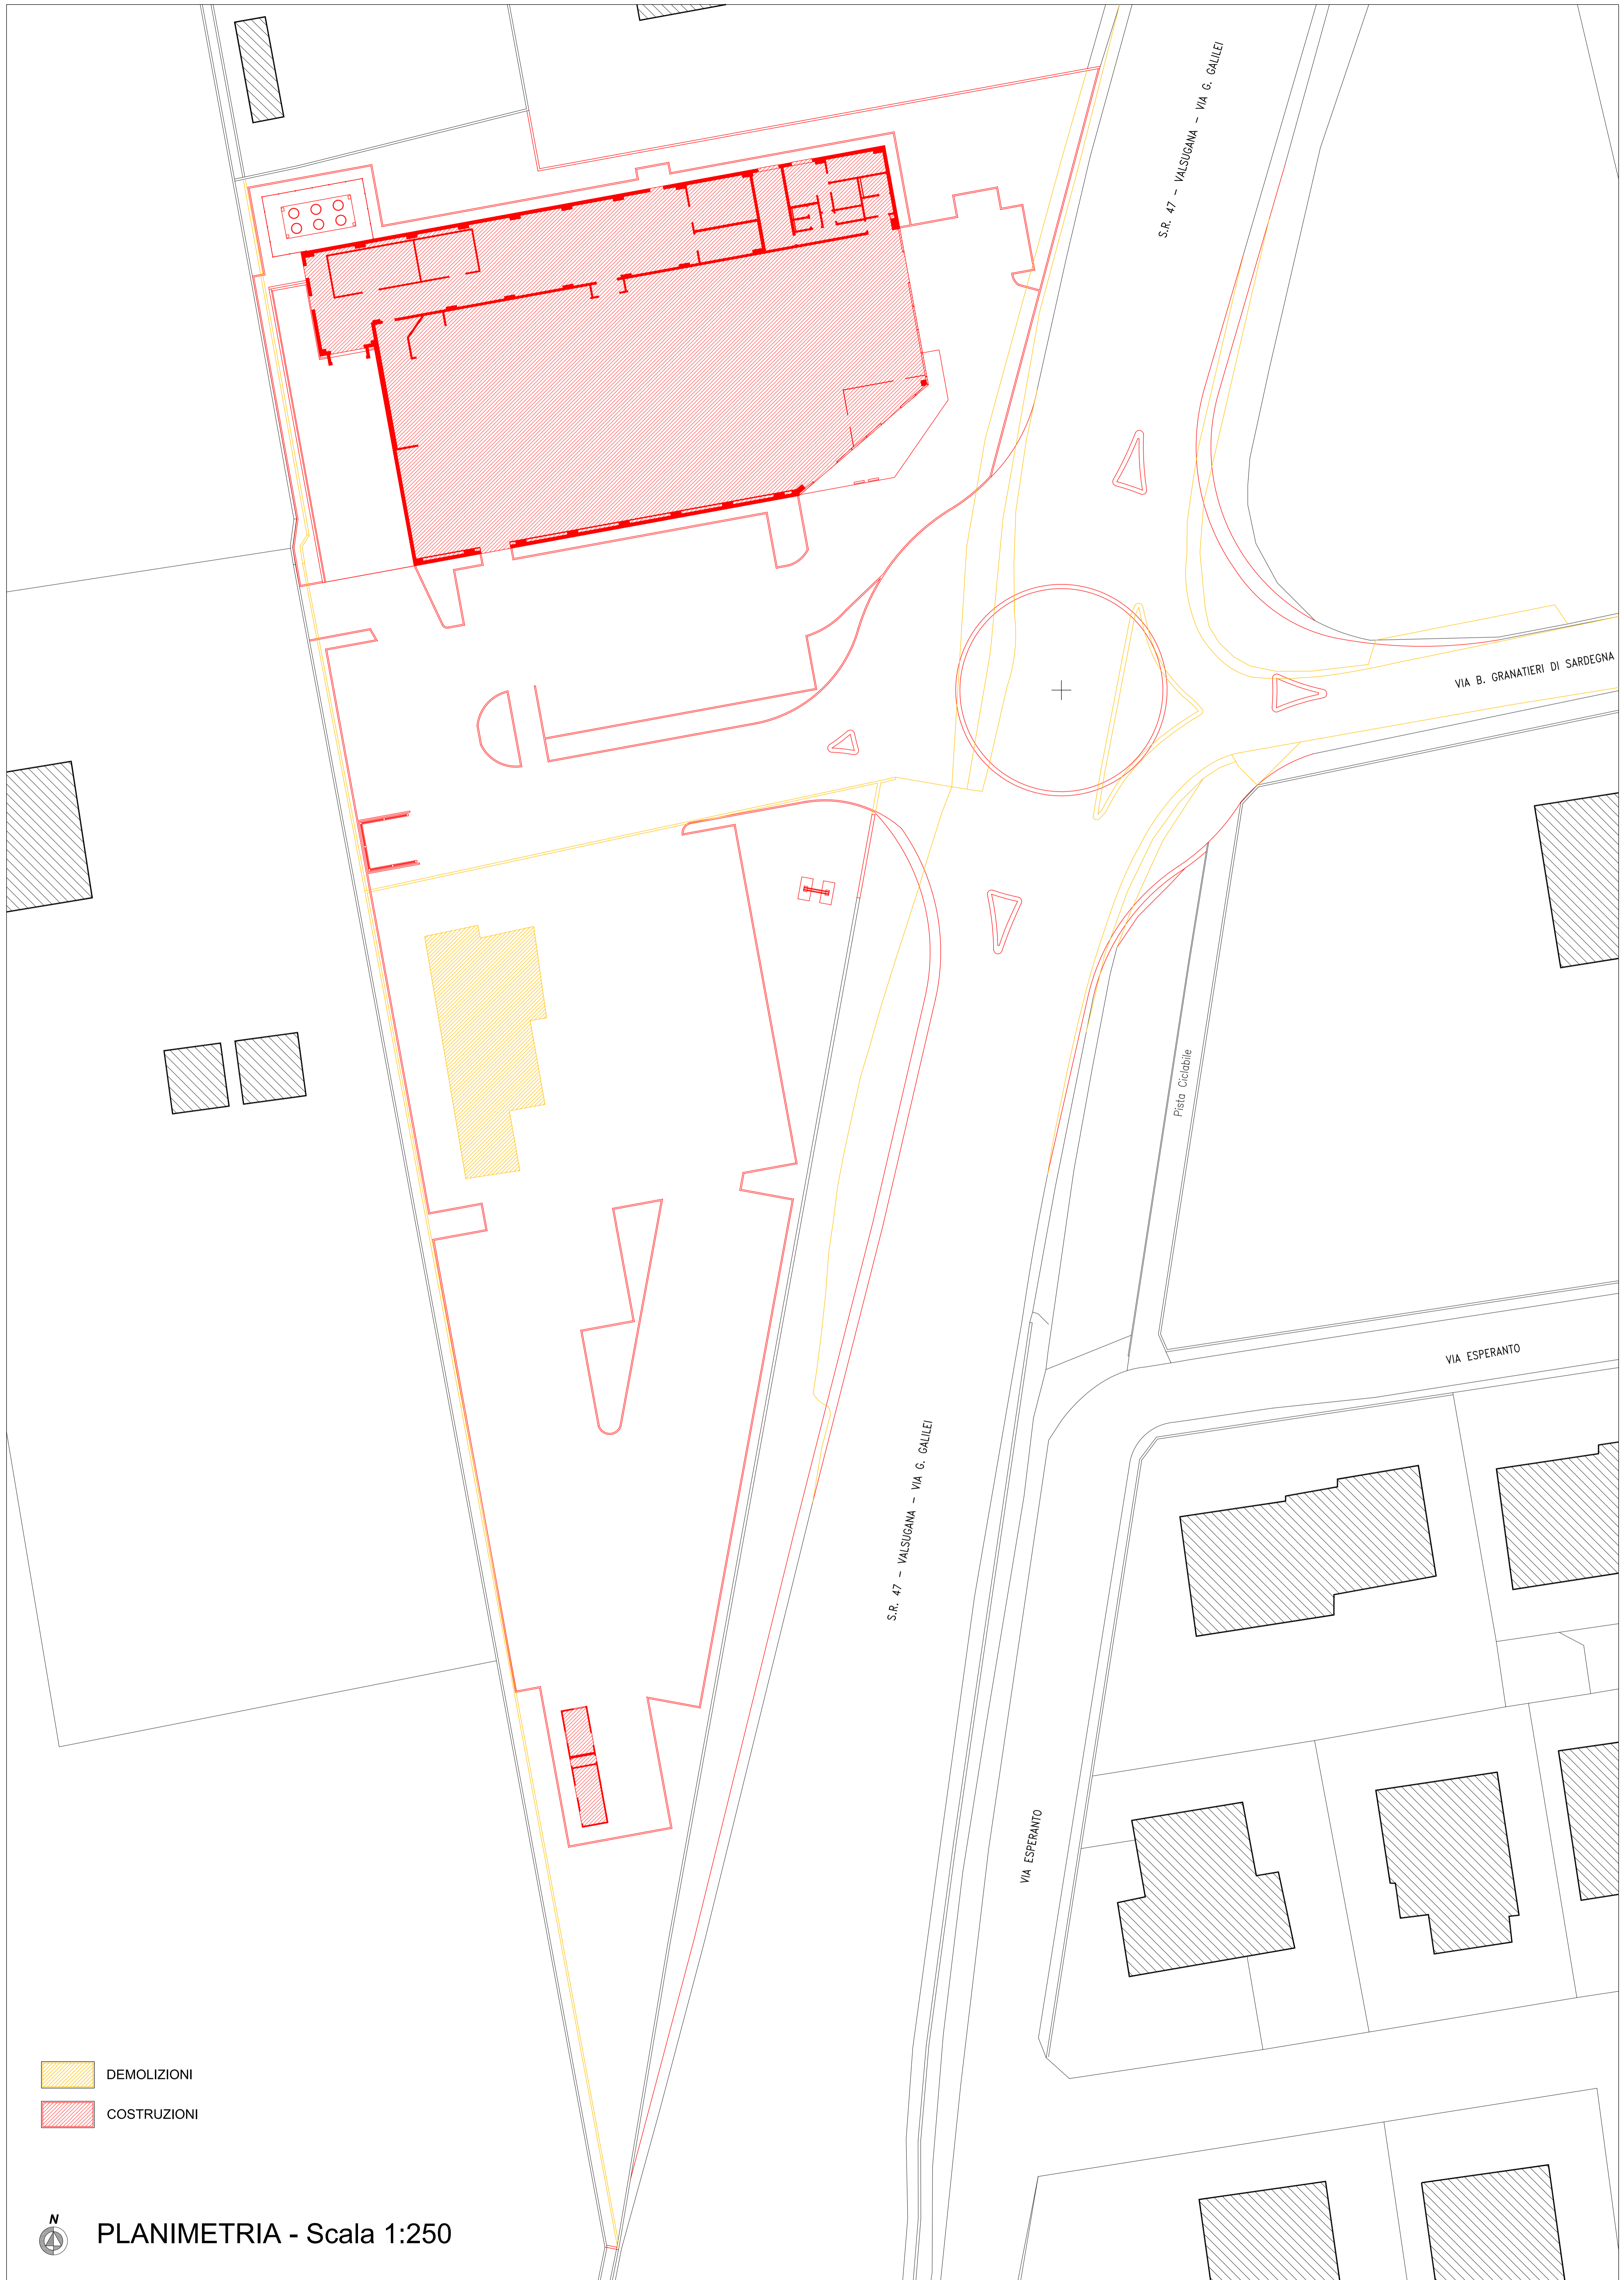 S.R. 47 - VALSUGANA - VIA G. GALILEI
VIA B. GRANATIERI DI SARDEGNA
Pista Ciclabile
VIA ESPERANTO
S.R. 47 - VALSUGANA - VIA G. GALILEI
VIA ESPERANTO
DEMOLIZIONI
COSTRUZIONI
N
PLANIMETRIA - Scala 1:250